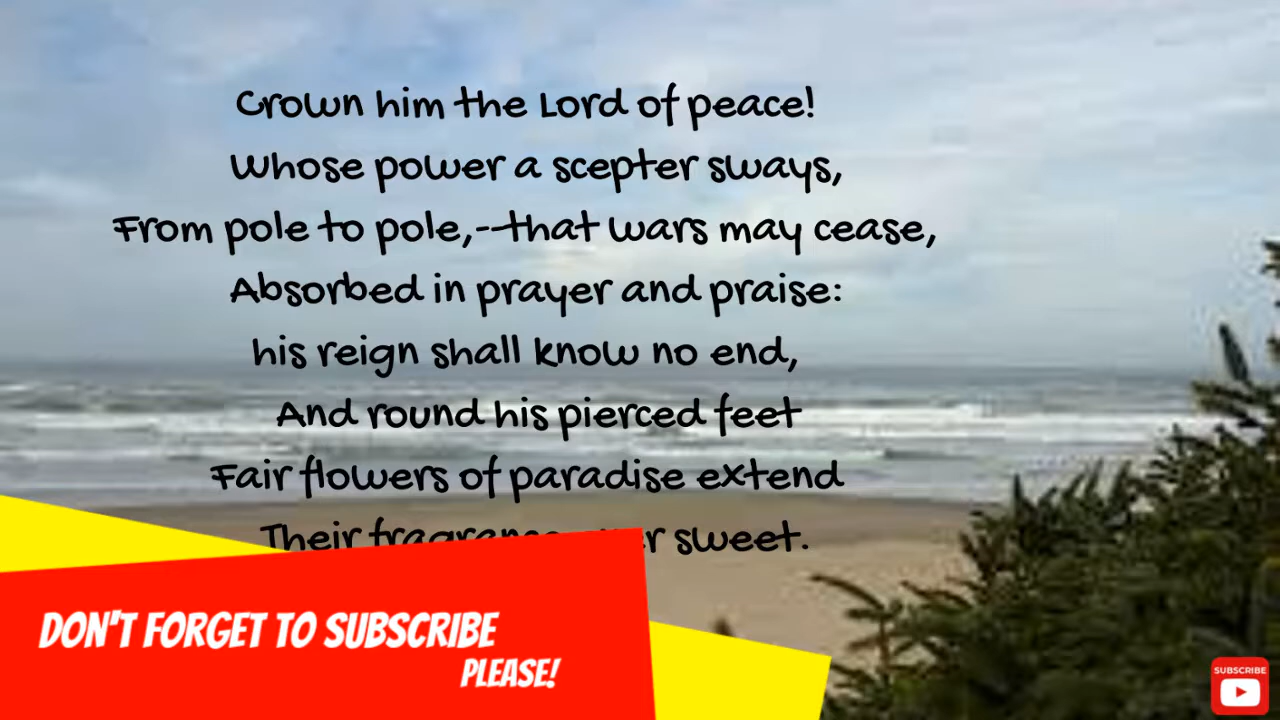 Crown him the Lord of peace!
Whose power a scepter sways,
From pole to pole,--that wars may cease,
Absorbed in prayer and praise:
his reign shall know no end,
And round his pierced feet
Fair flowers of paradise extend
Their sweet.
DON'T FORGET TO SUBSCRIBE
PLEASE!
SUBSCRIBE